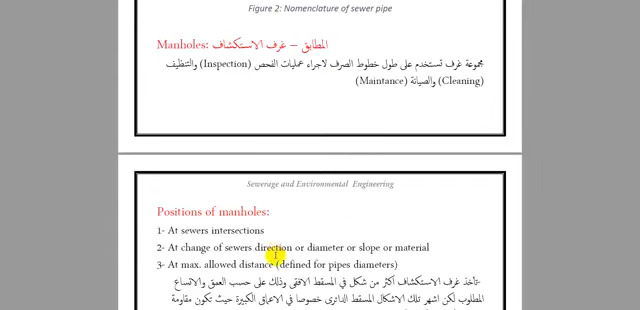 Figure 2: Nomenclature of sewer pipe
Manholes: المطابق – غرف الاستكشاف
مجموعة غرف تستخدم على طول خطوط الصرف لاجراء عمليات الفحص (Inspection) والتنظيف
(Cleaning) والصيانة (Maintance)
Sewerage and Environmental Engineering
Positions of manholes:
1- At sewers intersections
2- At change of sewers direction or diameter or slope or material
3- At max. allowed distance (defined for pipes diameters)
-تأخذ غرف الاستكشاف أكثر من شكل في المسقط الافقى وذلك على حسب العمق والاتساع
المطلوب لكن اشهر تلك الاشكال المسقط الدائرى خصوصا في الاعماق الكبيرة حيث تكون مقاومة